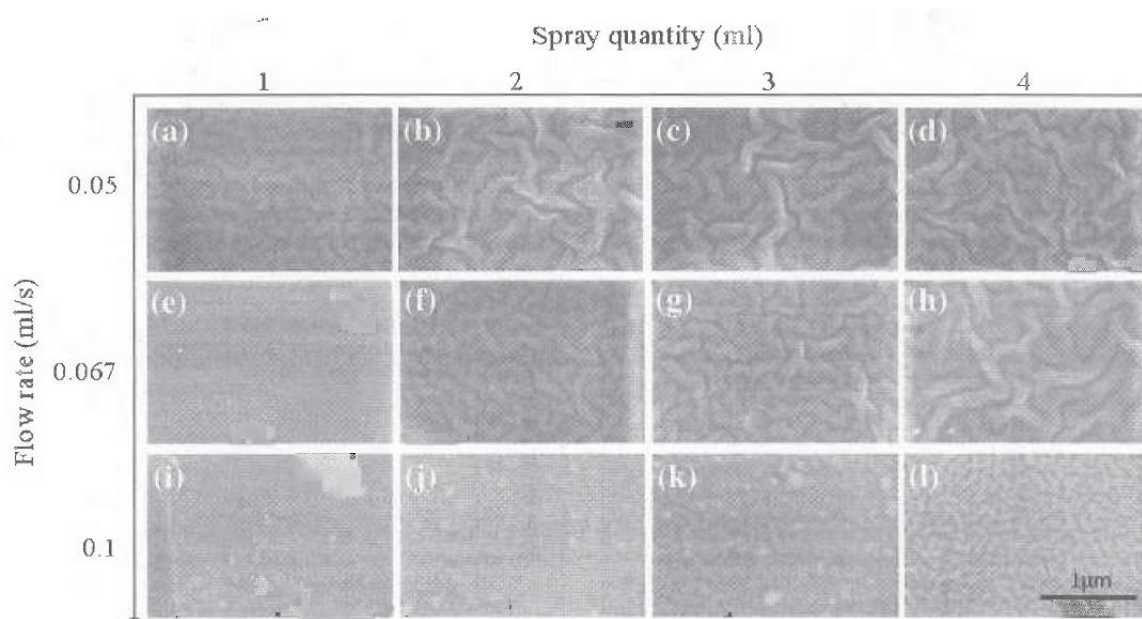 Spray quantity (ml)
1 2 3 4
(a) (b) (c) (d)
0.05
(e) (f) (g) (h)
0.067
(i) (j) (k) (l)
0.1
1μm
Flow rate (ml/s)